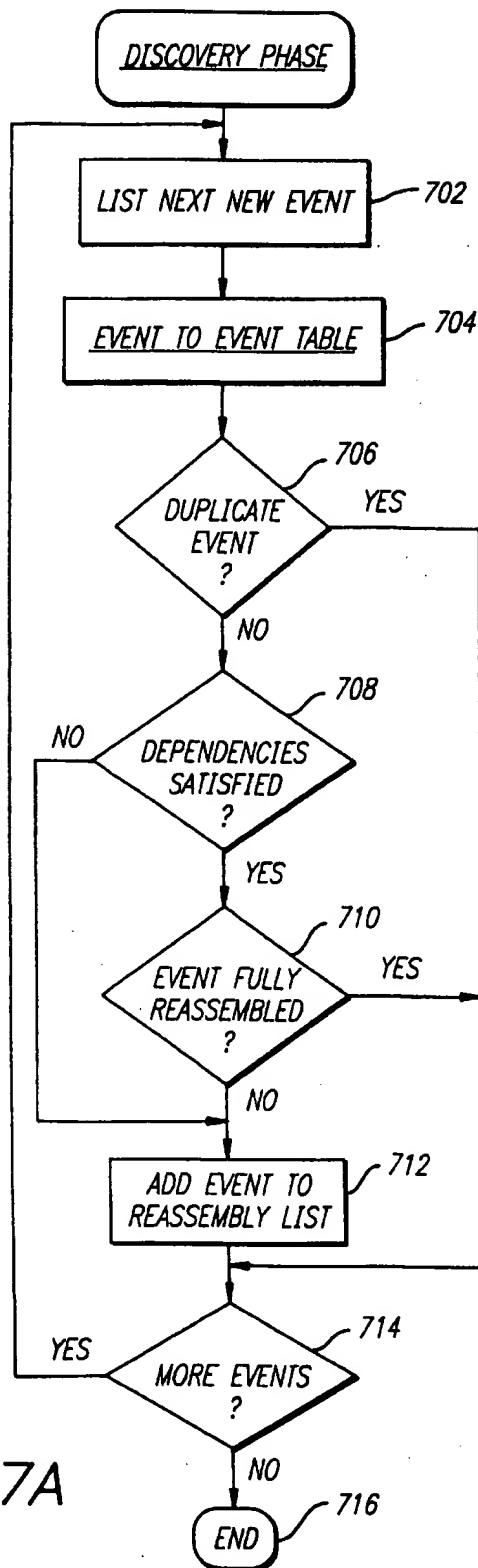 DISCOVERY PHASE
LIST NEXT NEW EVENT
702
EVENT TO EVENT TABLE
704
706
DUPLICATE
EVENT
?
YES
NO
708
NO
DEPENDENCIES
SATISFIED
?
YES
710
EVENT FULLY
REASSEMBLED
?
YES
NO
712
ADD EVENT TO
REASSEMBLY LIST
714
YES
MORE EVENTS
?
NO
7A
716
END